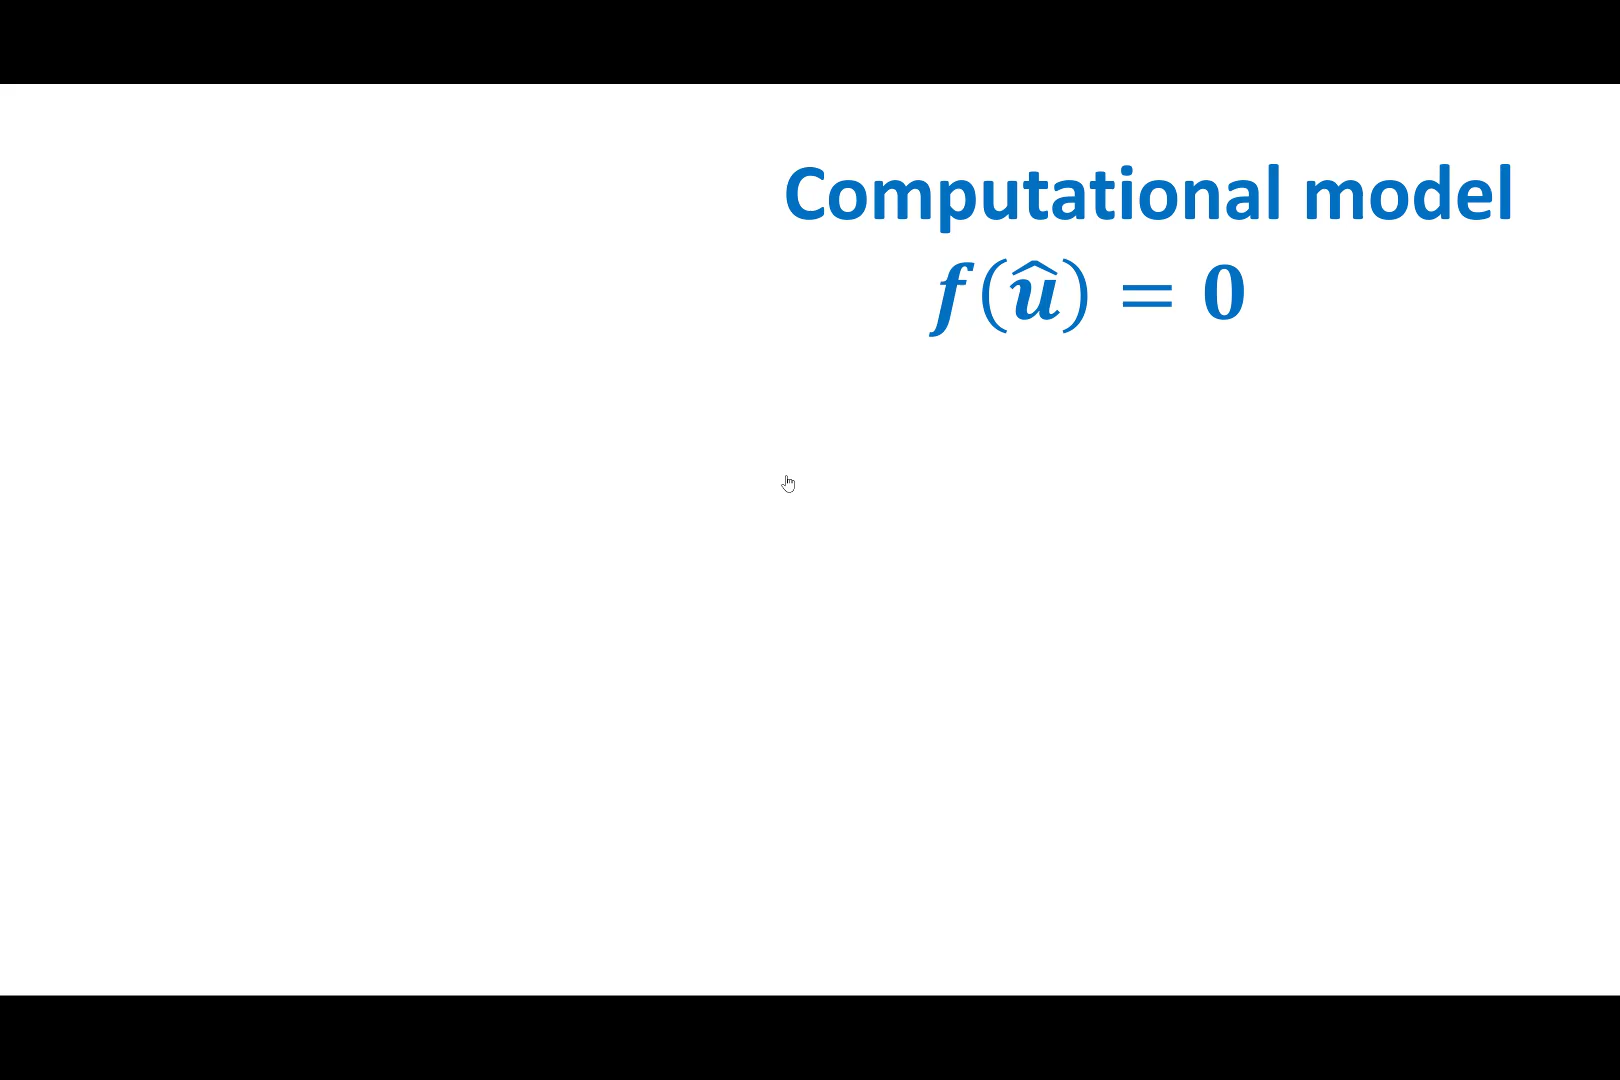 Computational model
f(û) = 0